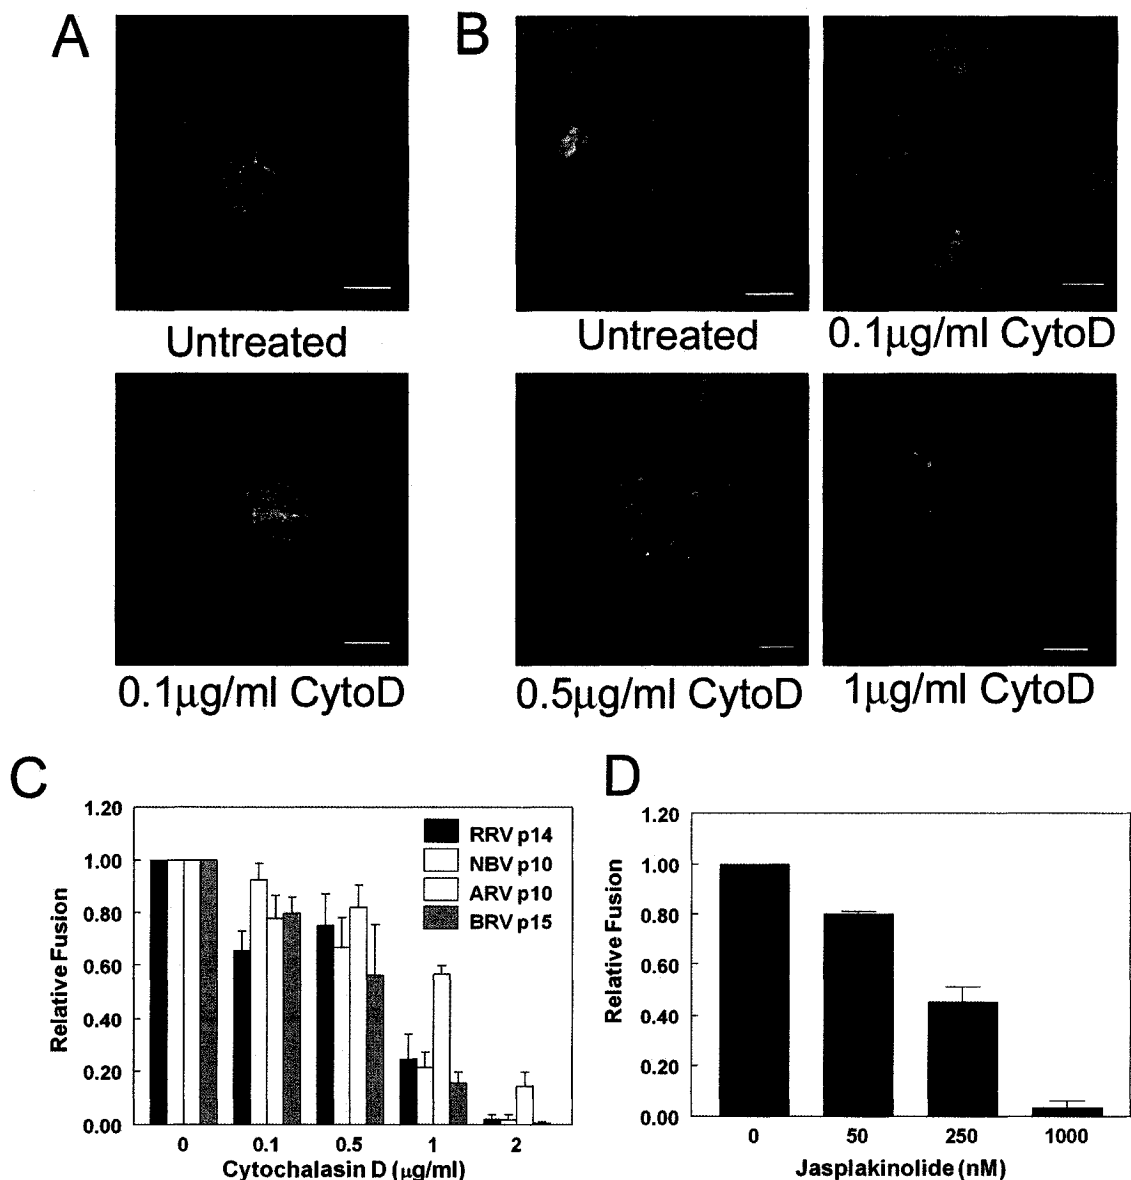 A
B
Untreated
Untreated
0.1µg/ml CytoD
0.1µg/ml CytoD
0.5µg/ml CytoD
1µg/ml CytoD
C
1.20
1.00
0.80
0.60
0.40
0.20
0.00
Relative Fusion
RRV p14
NBV p10
ARV p10
BRV p15
0
0.1
0.5
1
2
Cytochalasin D (µg/ml)
D
1.20
1.00
0.80
0.60
0.40
0.20
0.00
Relative Fusion
0
50
250
1000
Jasplakinolide (nM)